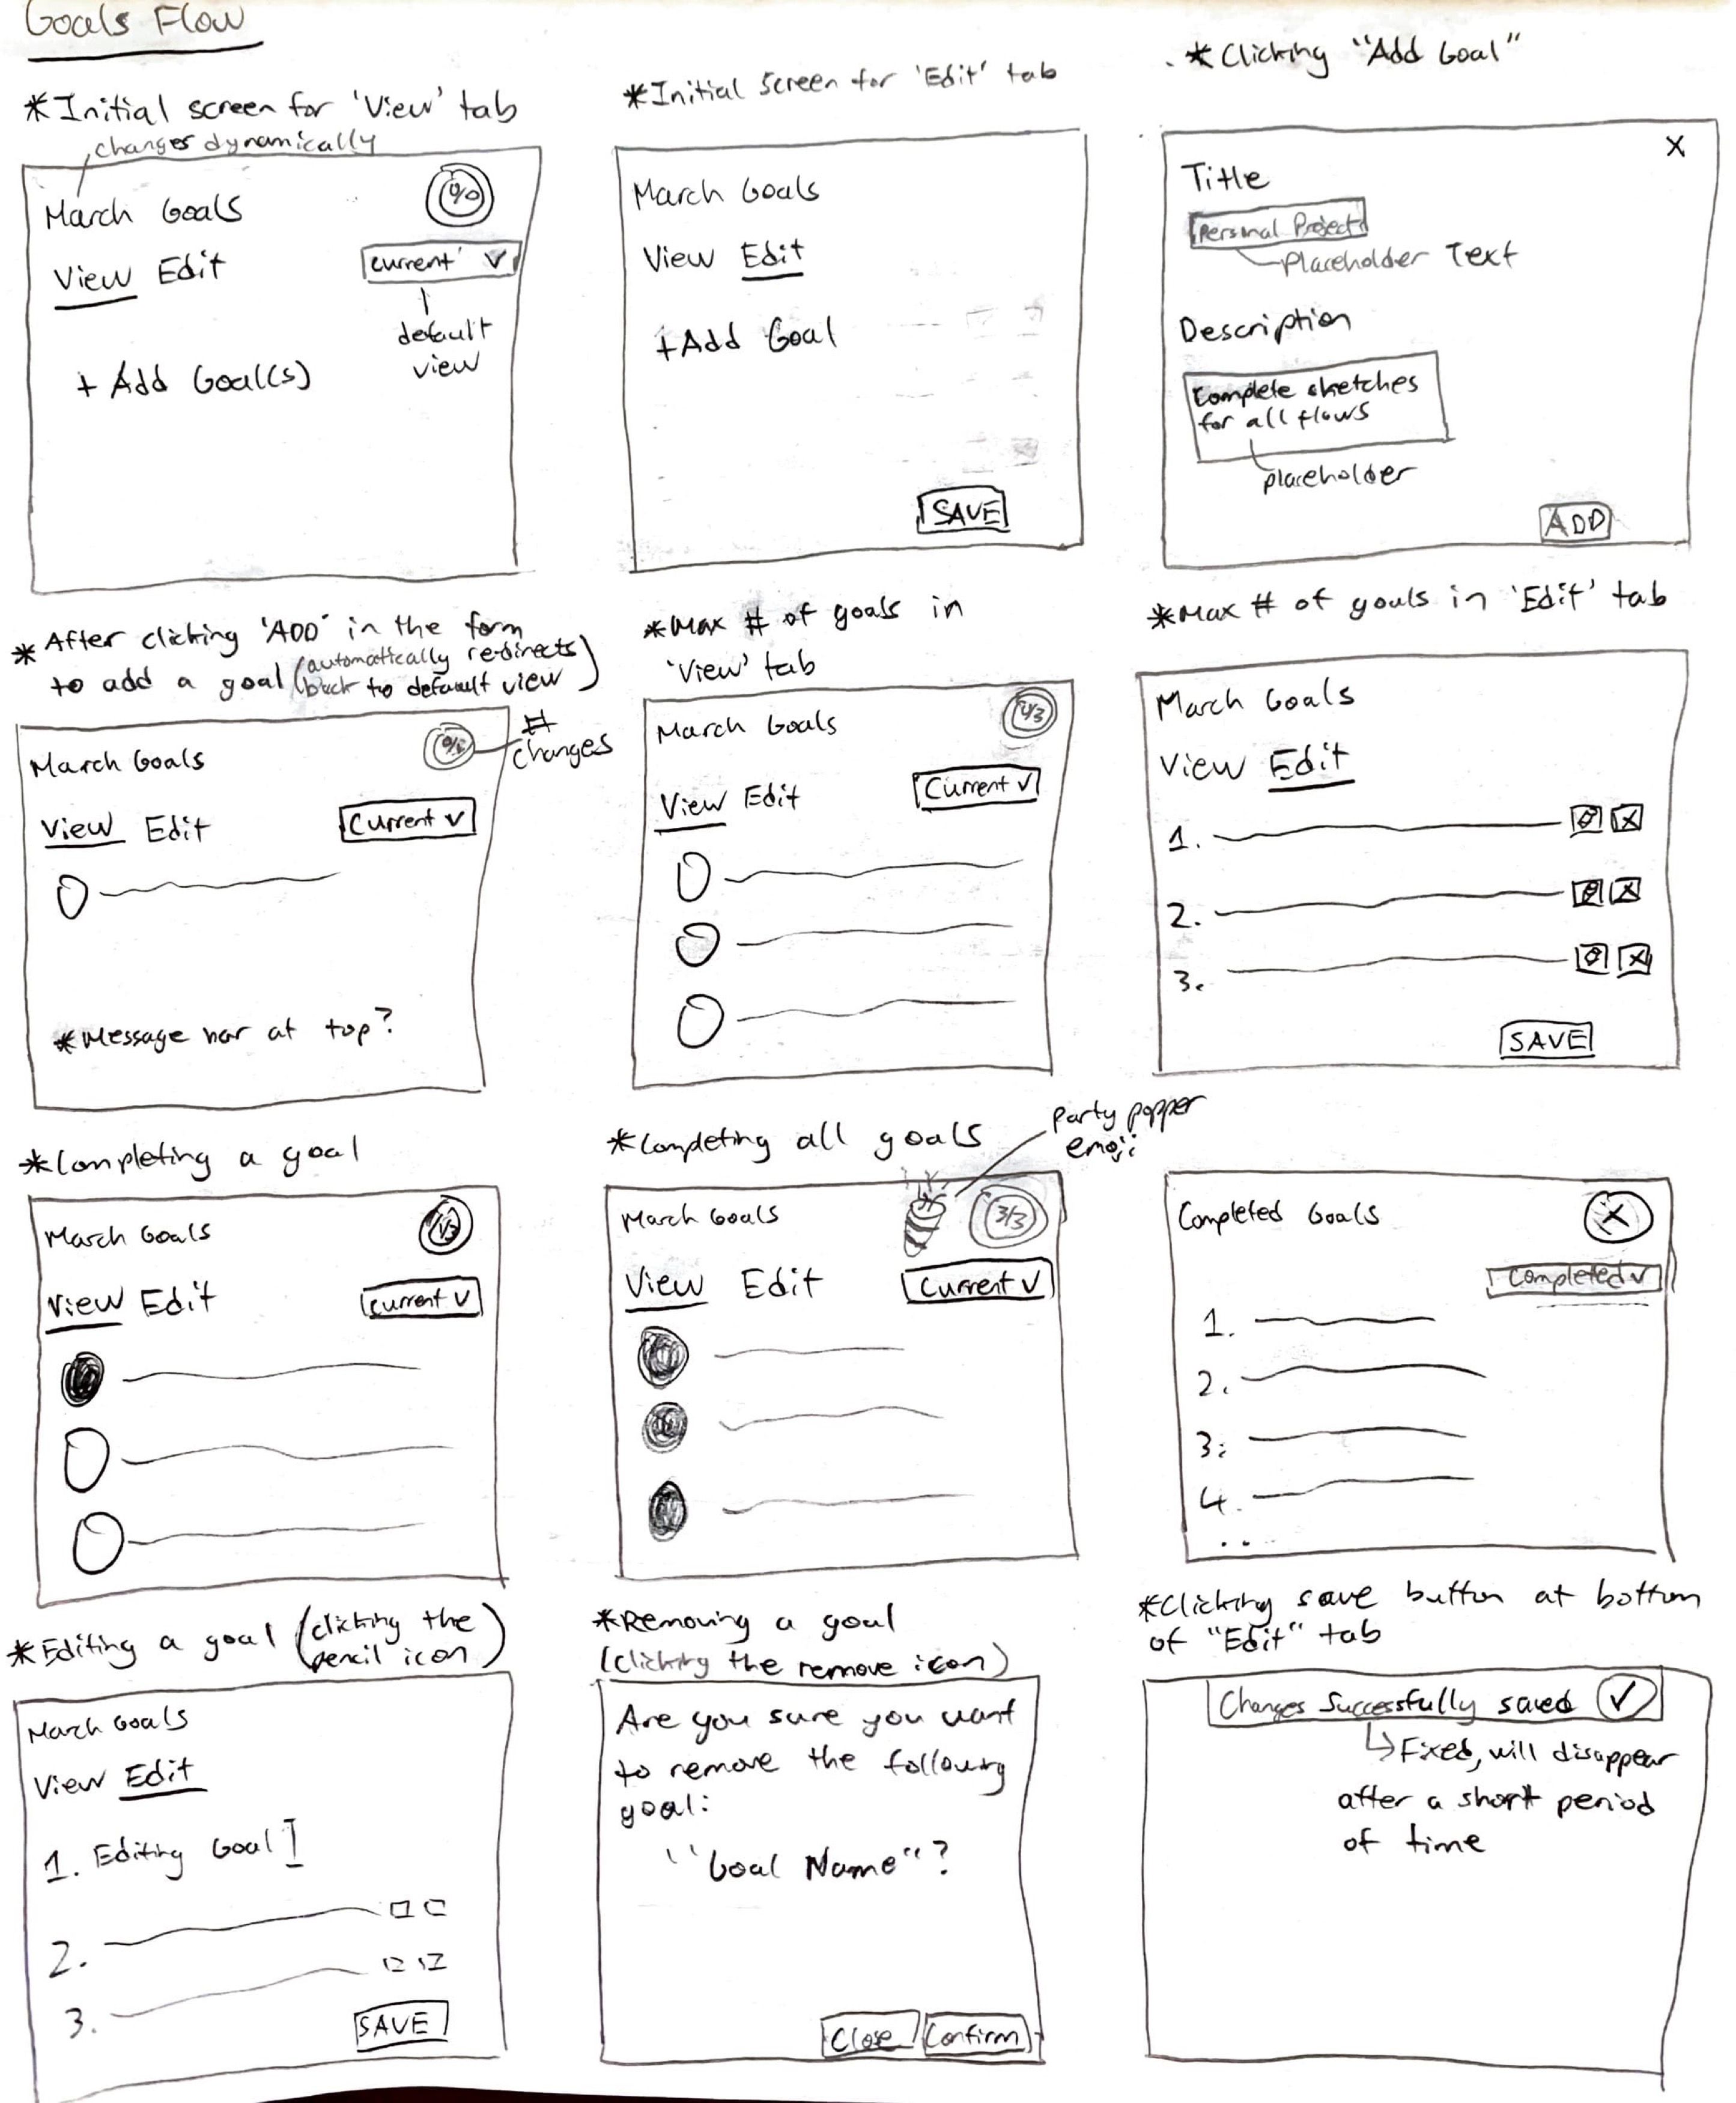 Goals Flow
*Initial screen for 'View' tab
changes dynamically
March Goals
0/0
View Edit
Current V
default
view
+ Add Goal(s)
*Initial screen for 'Edit' tab
March Goals
View Edit
+Add Goal
SAVE
*Clicking "Add Goal"
X
Title
Personal Project
Placeholder Text
Description
Complete sketches
for all flows
placeholder
ADD
*After clicking 'ADD' in the form
to add a goal (automatically redirects
back to default view)
#
changes
March Goals
View Edit
Current V
*Message bar at top?
*Max # of goals in
'View' tab
March Goals
View Edit
Current V
*Max # of goals in 'Edit' tab
March Goals
View Edit
1.
2.
3.
SAVE
*Completing a goal
March Goals
1/3
View Edit
Current V
*Completing all goals
Party popper
emoji
March Goals
3/3
View Edit
Current V
Completed Goals
X
Completed V
1.
2.
3.
4.
...
*Editing a goal (clicking the
pencil icon)
March Goals
View Edit
1. Editing Goal
2.
3.
SAVE
*Removing a goal
(clicking the remove icon)
Are you sure you want
to remove the following
goal:
"Goal Name"?
Close Confirm
*Clicking save button at bottom
of "Edit" tab
Changes Successfully saved ✓
Fixed, will disappear
after a short period
of time